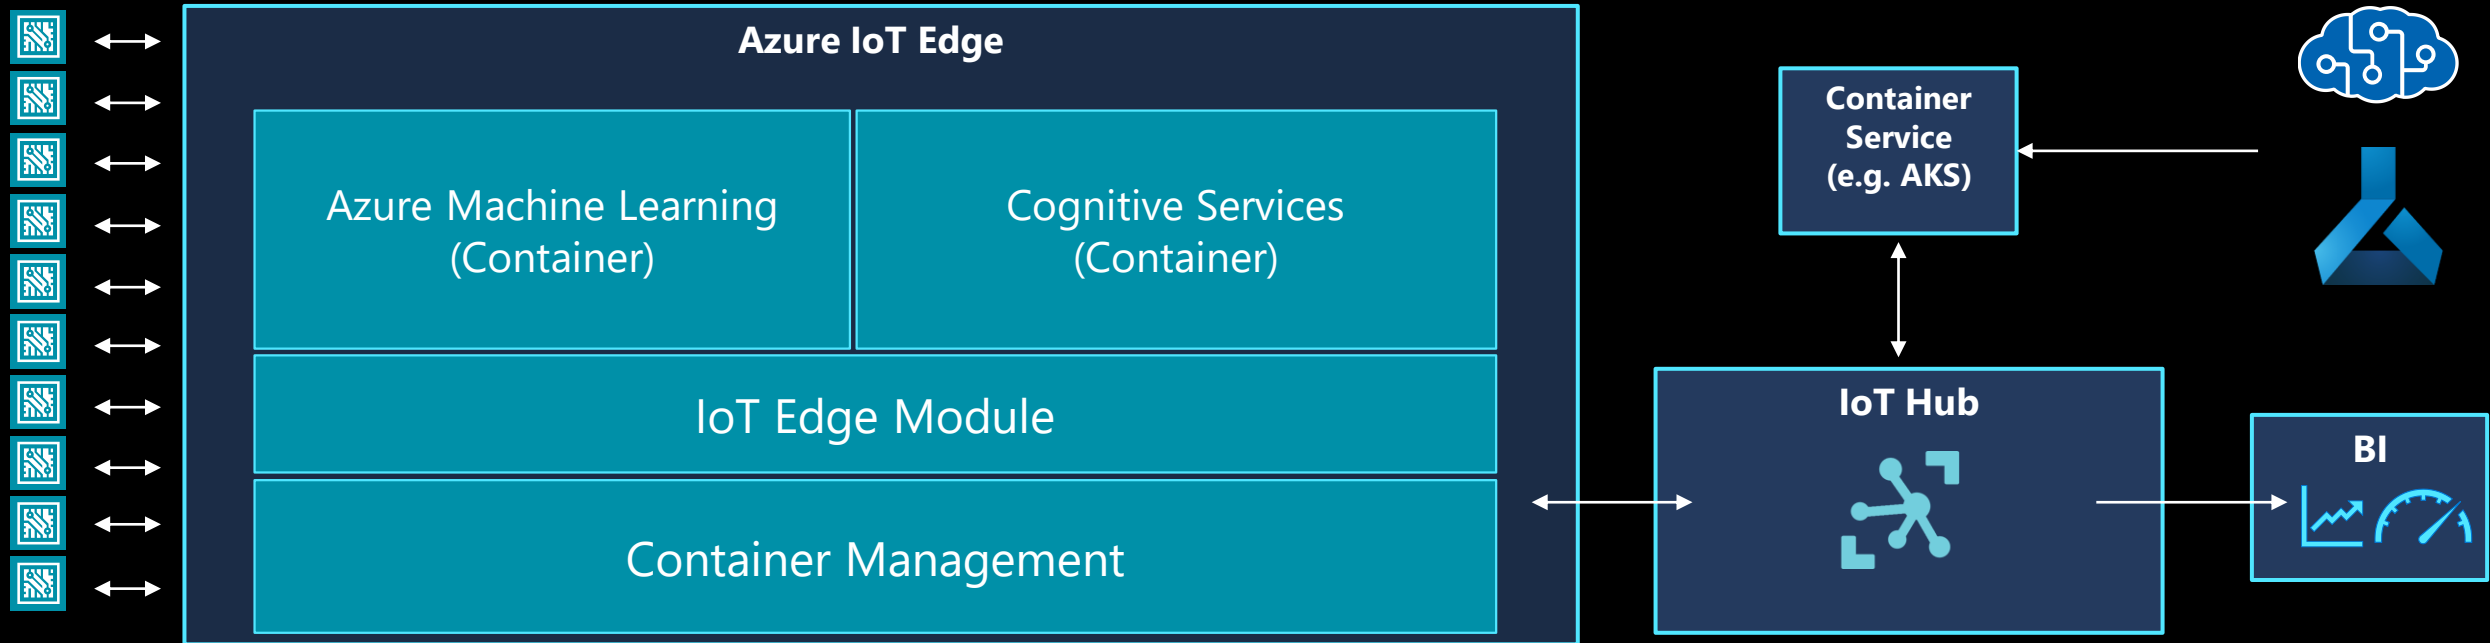 Azure IoT Edge
Azure Machine Learning
(Container)
Cognitive Services
(Container)
IoT Edge Module
Container Management
Container
Service
(e.g. AKS)
IoT Hub
BI